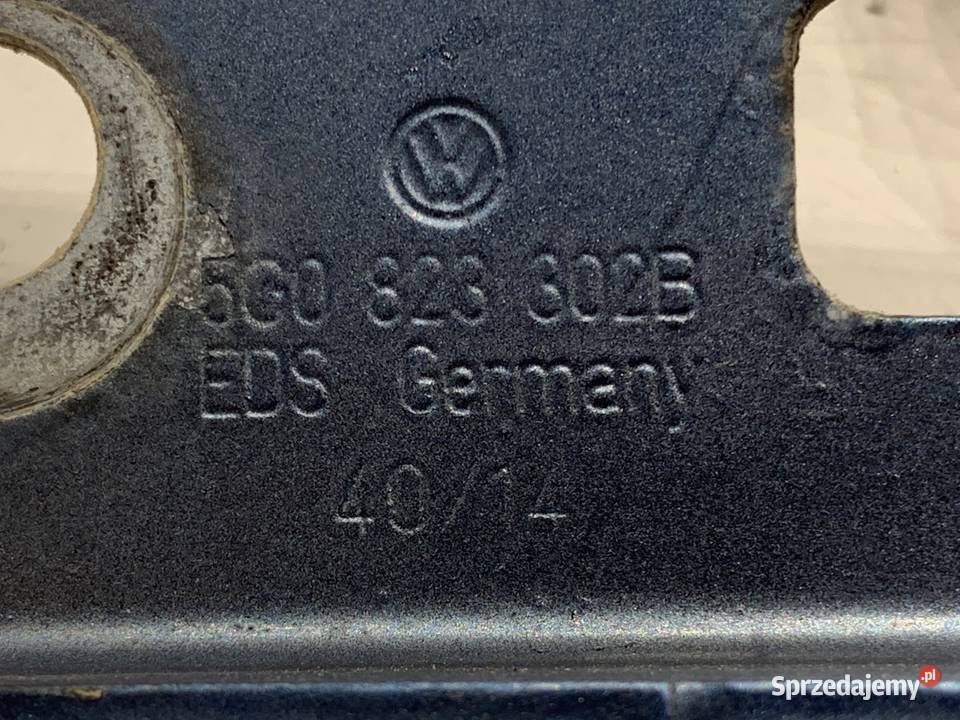 5G0 823 302B
EDS Germany
40/14
Sprzedajemy.pl